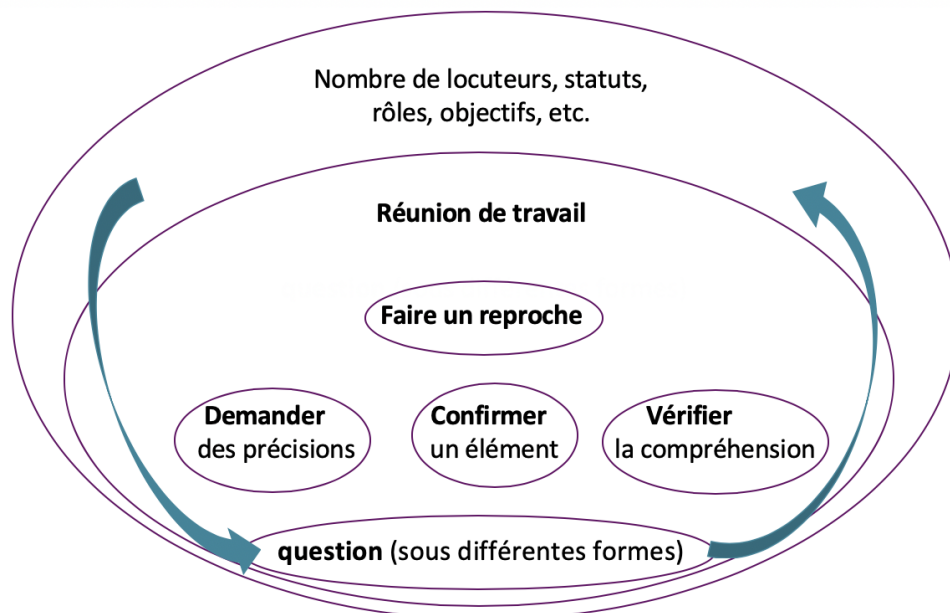 Nombre de locuteurs, statuts,
rôles, objectifs, etc.
Réunion de travail
Faire un reproche
Demander
des précisions
Confirmer
un élément
Vérifier
la compréhension
question (sous différentes formes)